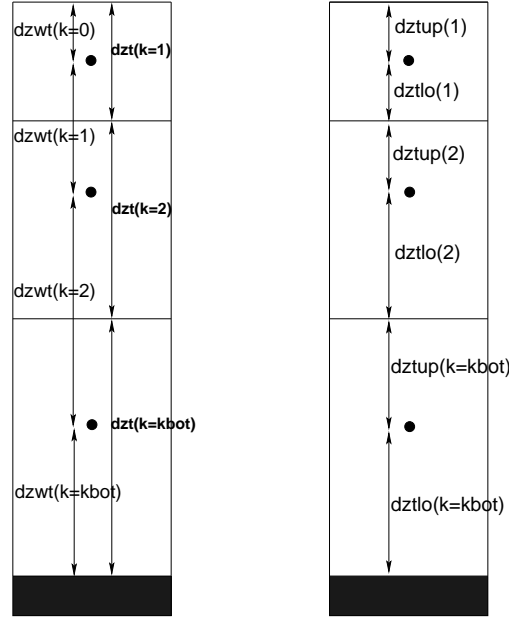 dzwt(k=0)
dzt(k=1)
dzwt(k=1)
dzt(k=2)
dzwt(k=2)
dzt(k=kbot)
dzwt(k=kbot)
dztup(1)
dztlo(1)
dztup(2)
dztlo(2)
dztup(k=kbot)
dztlo(k=kbot)